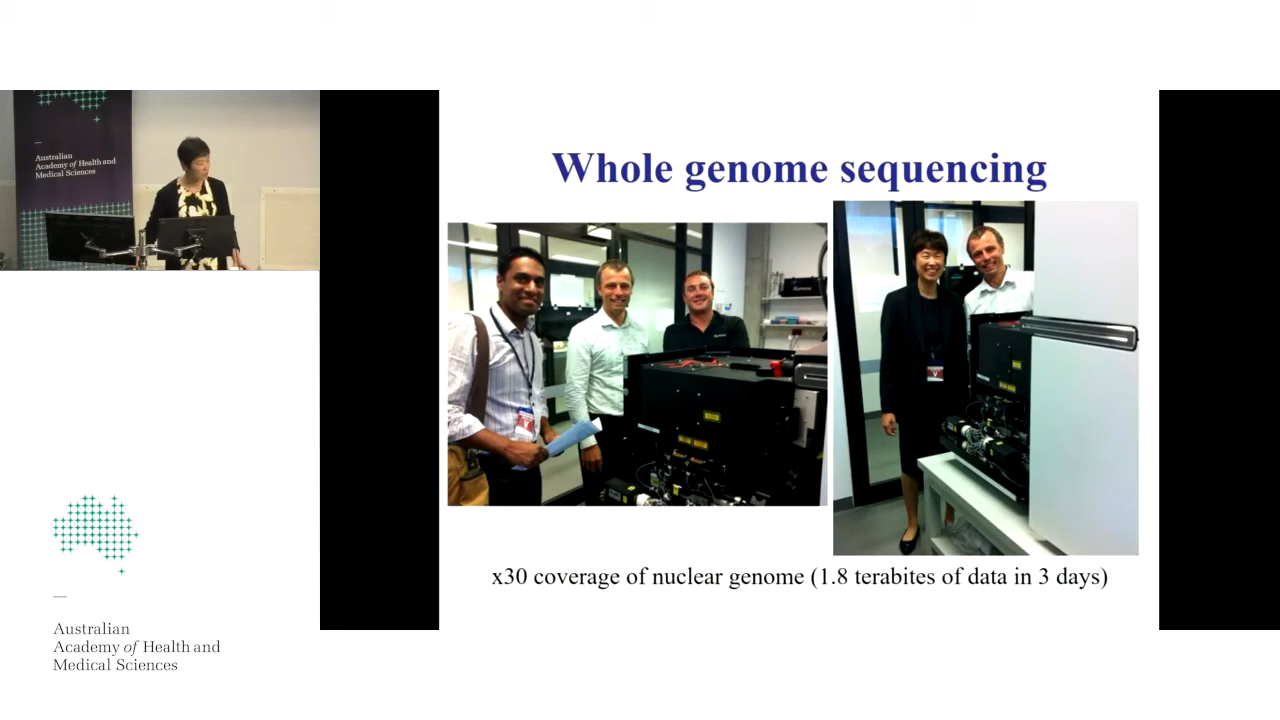 Australian
Academy of Health and
Medical Sciences
Whole genome sequencing
illumina
x30 coverage of nuclear genome (1.8 terabites of data in 3 days)
Australian
Academy of Health and
Medical Sciences